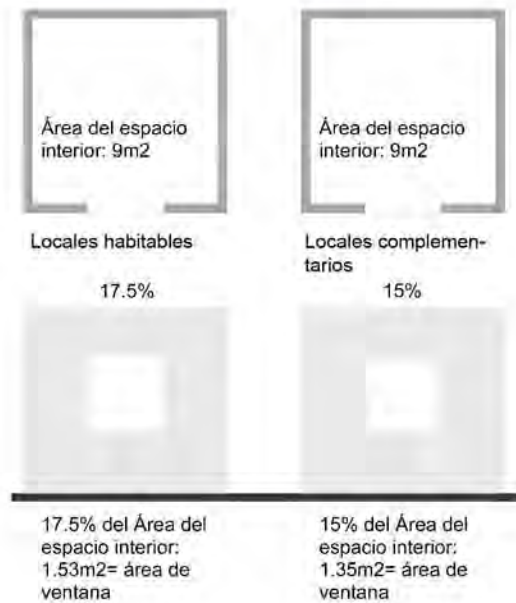 Área del espacio
interior: 9m2
Locales habitables
17.5%
17.5% del Área del
espacio interior:
1.53m2= área de
ventana
Área del espacio
interior: 9m2
Locales complemen-
tarios
15%
15% del Área del
espacio interior:
1.35m2= área de
ventana